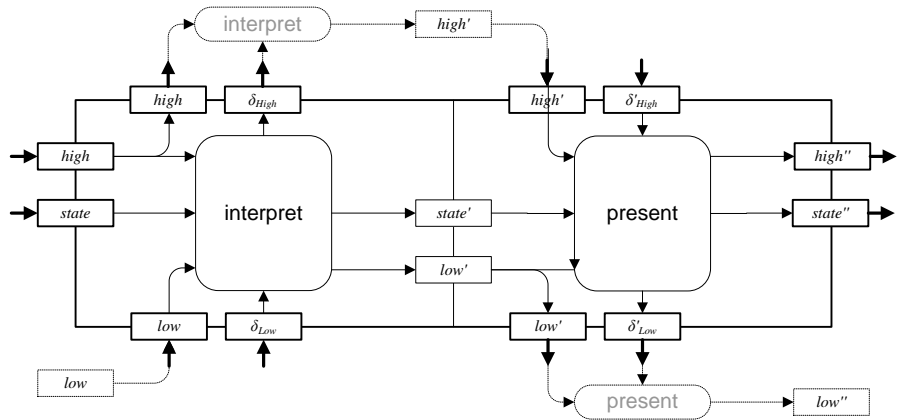 interpret
high'
high
δHigh
high'
δ'High
high
high''
interpret
present
state
state'
state''
low'
low
δLow
low'
δ'Low
low
present
low''